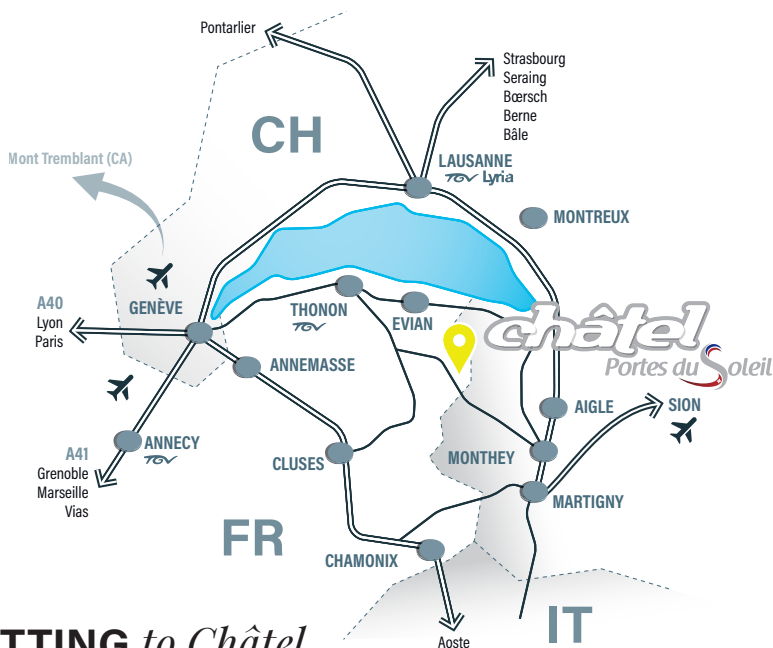 Pontarlier
Strasbourg
Seraing
Bœrsch
Berne
Bâle
CH
Mont Tremblant (CA)
LAUSANNE
TGV Lyria
MONTREUX
A40
Lyon
Paris
GENÈVE
THONON
TGV
EVIAN
châtel
Portes du Soleil
ANNEMASSE
AIGLE
SION
ANNECY
TGV
A41
Grenoble
Marseille
Vias
CLUSES
MONTHEY
MARTIGNY
FR
CHAMONIX
IT
Aoste
TTING to Châtel